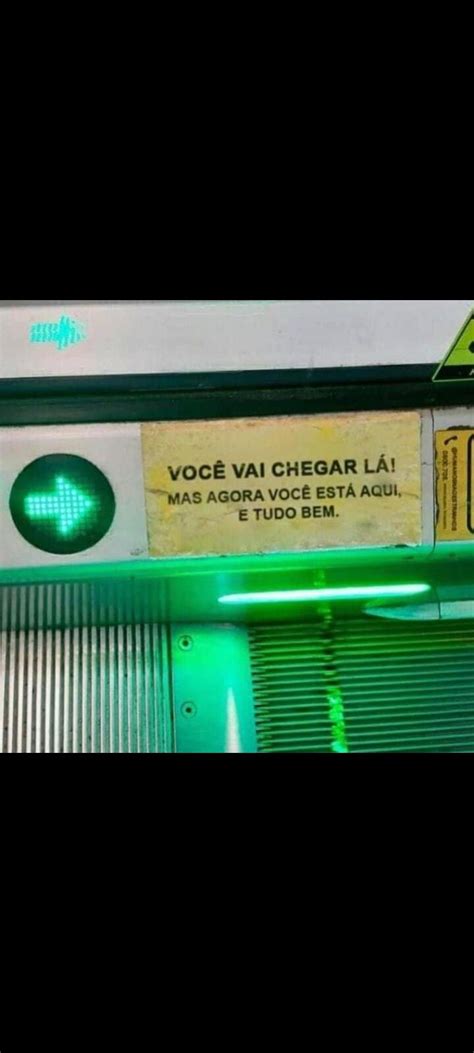 VOCÊ VAI CHEGAR LÁ!
MAS AGORA VOCÊ ESTÁ AQUI,
E TUDO BEM.